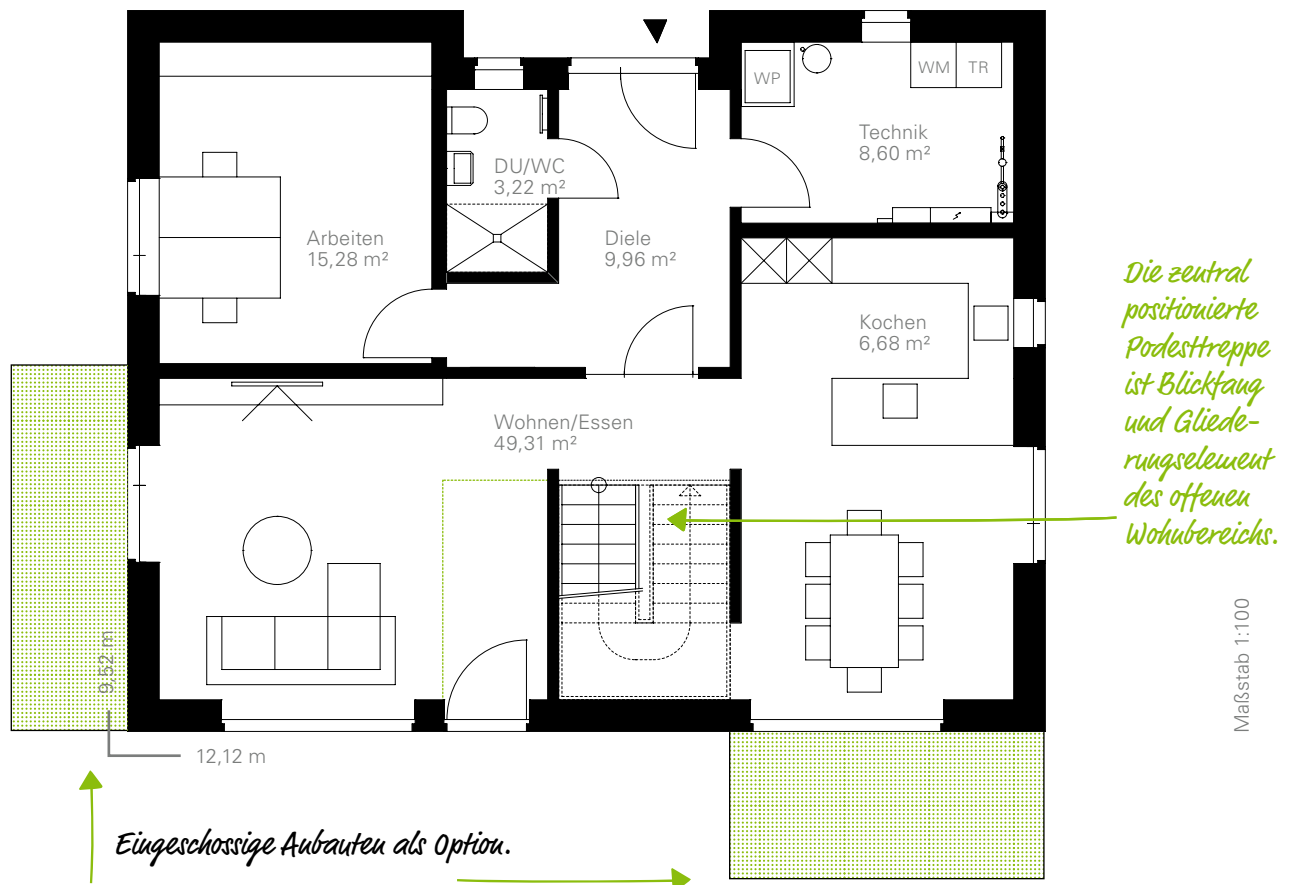 WP
WM
TR
Technik
8,60 m²
DU/WC
3,22 m²
Arbeiten
15,28 m²
Diele
9,96 m²
Kochen
6,68 m²
Wohnen/Essen
49,31 m²
Die zentral
positionierte
Podesttreppe
ist Blickfang
und Gliede-
rungselement
des offenen
Wohnbereichs.
Maßstab 1:100
9,52 m
12,12 m
Eingeschossige Anbauten als Option.